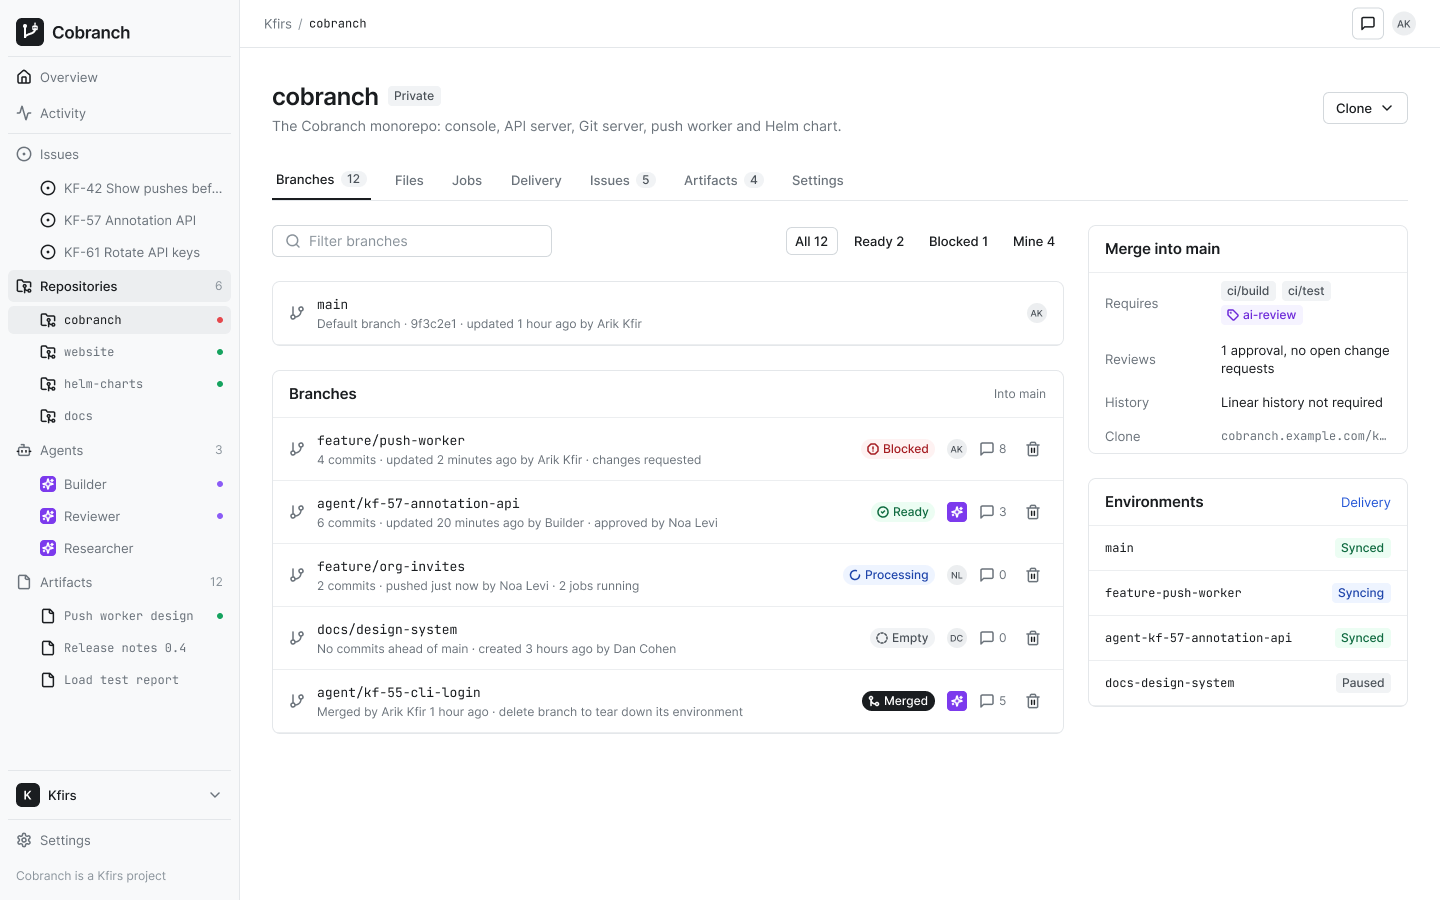 Cobranch
Overview
Activity
Issues
KF-42 Show pushes bef...
KF-57 Annotation API
KF-61 Rotate API keys
Repositories 6
cobranch
website
helm-charts
docs
Agents 3
Builder
Reviewer
Researcher
Artifacts 12
Push worker design
Release notes 0.4
Load test report
K Kfirs
Settings
Cobranch is a Kfirs project
Kfirs / cobranch
AK
cobranch Private
The Cobranch monorepo: console, API server, Git server, push worker and Helm chart.
Clone
Branches 12 Files Jobs Delivery Issues 5 Artifacts 4 Settings
Filter branches
All 12 Ready 2 Blocked 1 Mine 4
main
Default branch · 9f3c2e1 · updated 1 hour ago by Arik Kfir
AK
Branches Into main
feature/push-worker
4 commits · updated 2 minutes ago by Arik Kfir · changes requested
Blocked AK 8
agent/kf-57-annotation-api
6 commits · updated 20 minutes ago by Builder · approved by Noa Levi
Ready 3
feature/org-invites
2 commits · pushed just now by Noa Levi · 2 jobs running
Processing NL 0
docs/design-system
No commits ahead of main · created 3 hours ago by Dan Cohen
Empty DC 0
agent/kf-55-cli-login
Merged by Arik Kfir 1 hour ago · delete branch to tear down its environment
Merged 5
Merge into main
Requires ci/build ci/test
ai-review
Reviews 1 approval, no open change
requests
History Linear history not required
Clone cobranch.example.com/k…
Environments Delivery
main Synced
feature-push-worker Syncing
agent-kf-57-annotation-api Synced
docs-design-system Paused